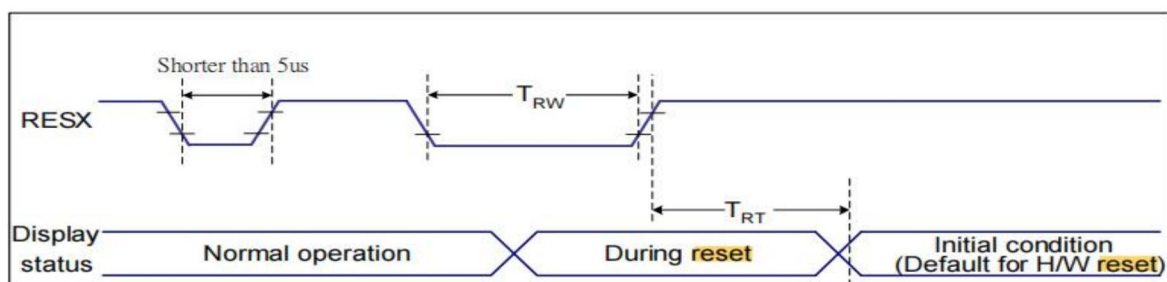 Shorter than 5us
RESX
TRW
TRT
Display
status
Normal operation
During reset
Initial condition
(Default for H/W reset)